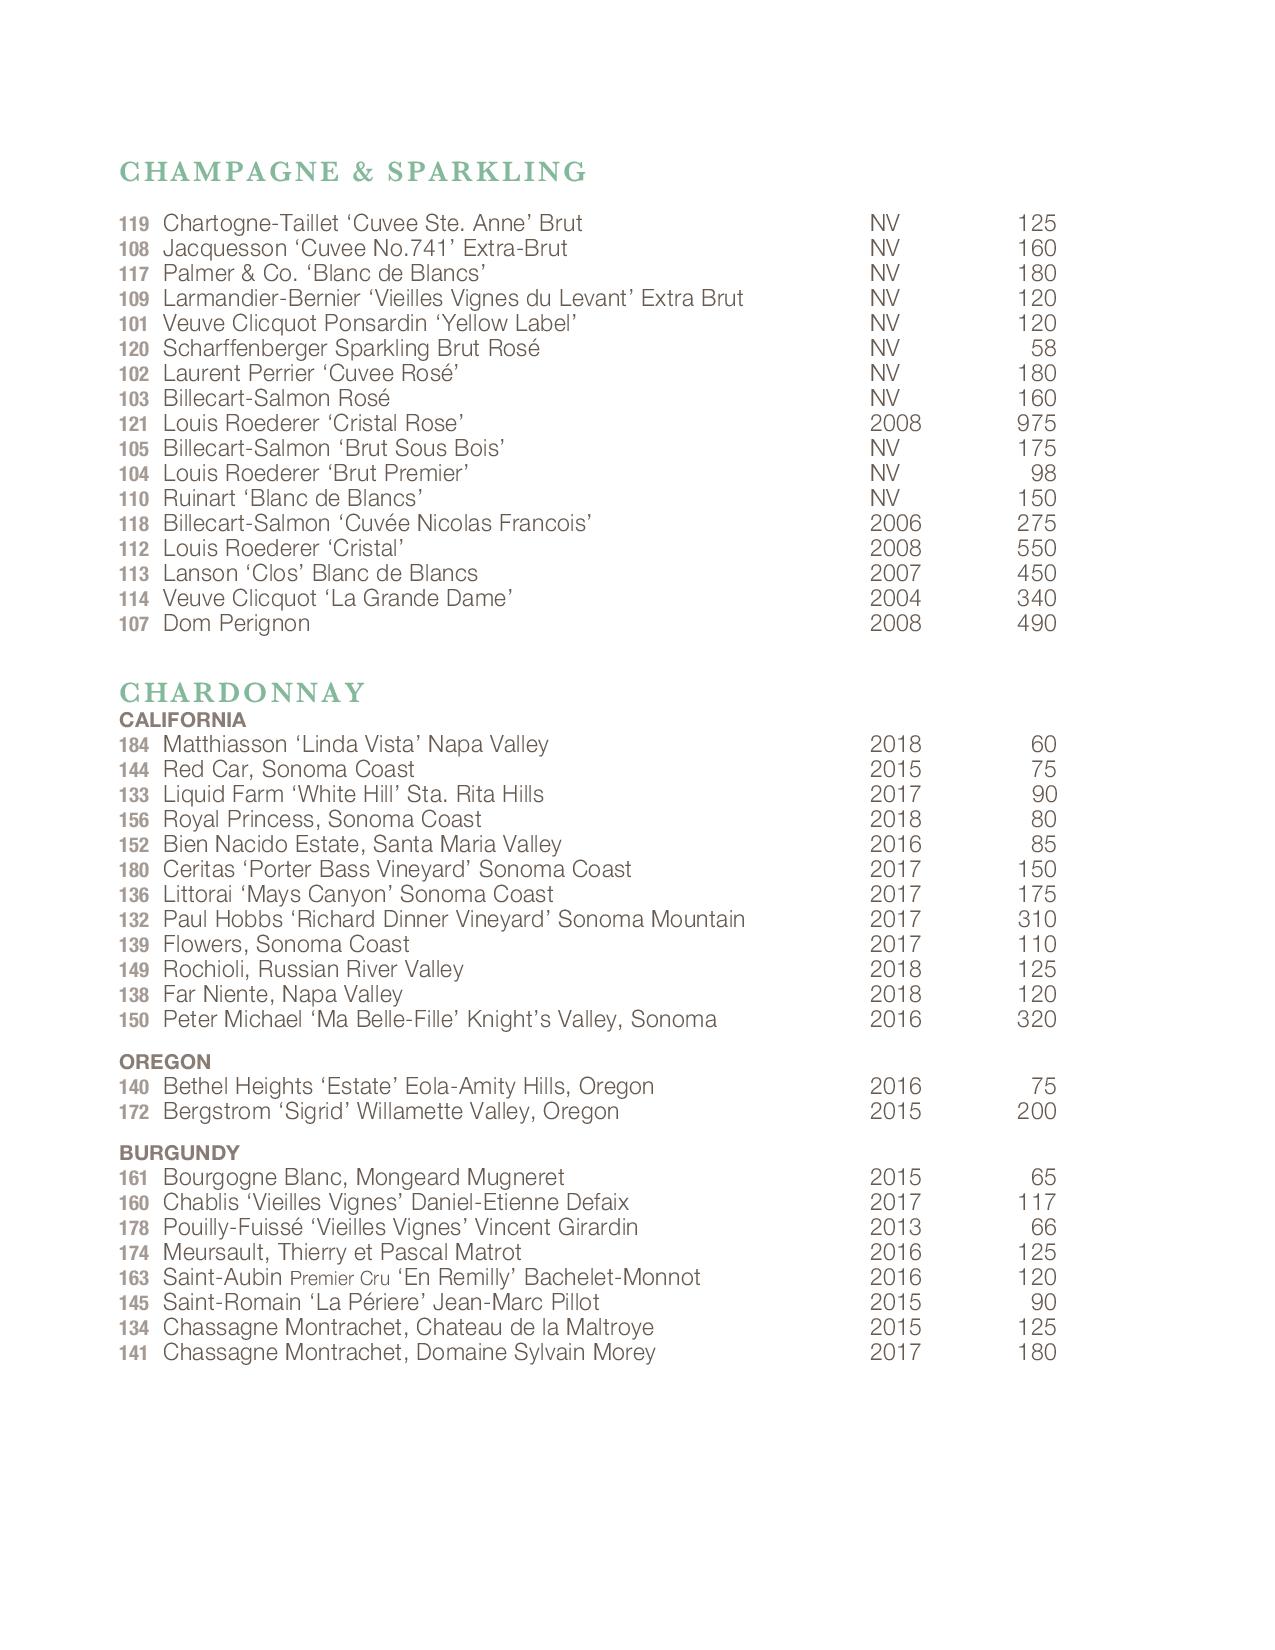 CHAMPAGNE & SPARKLING
119 Chartogne-Taillet ‘Cuvee Ste. Anne’ Brut NV 125
108 Jacquesson ‘Cuvee No.741’ Extra-Brut NV 160
117 Palmer & Co. ‘Blanc de Blancs’ NV 180
109 Larmandier-Bernier ‘Vieilles Vignes du Levant’ Extra Brut NV 120
101 Veuve Clicquot Ponsardin ‘Yellow Label’ NV 120
120 Scharffenberger Sparkling Brut Rosé NV 58
102 Laurent Perrier ‘Cuvee Rosé’ NV 180
103 Billecart-Salmon Rosé NV 160
121 Louis Roederer ‘Cristal Rose’ 2008 975
105 Billecart-Salmon ‘Brut Sous Bois’ NV 175
104 Louis Roederer ‘Brut Premier’ NV 98
110 Ruinart ‘Blanc de Blancs’ NV 150
118 Billecart-Salmon ‘Cuvée Nicolas Francois’ 2006 275
112 Louis Roederer ‘Cristal’ 2008 550
113 Lanson ‘Clos’ Blanc de Blancs 2007 450
114 Veuve Clicquot ‘La Grande Dame’ 2004 340
107 Dom Perignon 2008 490
CHARDONNAY
CALIFORNIA
184 Matthiasson ‘Linda Vista’ Napa Valley 2018 60
144 Red Car, Sonoma Coast 2015 75
133 Liquid Farm ‘White Hill’ Sta. Rita Hills 2017 90
156 Royal Princess, Sonoma Coast 2018 80
152 Bien Nacido Estate, Santa Maria Valley 2016 85
180 Ceritas ‘Porter Bass Vineyard’ Sonoma Coast 2017 150
136 Littorai ‘Mays Canyon’ Sonoma Coast 2017 175
132 Paul Hobbs ‘Richard Dinner Vineyard’ Sonoma Mountain 2017 310
139 Flowers, Sonoma Coast 2017 110
149 Rochioli, Russian River Valley 2018 125
138 Far Niente, Napa Valley 2018 120
150 Peter Michael ‘Ma Belle-Fille’ Knight’s Valley, Sonoma 2016 320
OREGON
140 Bethel Heights ‘Estate’ Eola-Amity Hills, Oregon 2016 75
172 Bergstrom ‘Sigrid’ Willamette Valley, Oregon 2015 200
BURGUNDY
161 Bourgogne Blanc, Mongeard Mugneret 2015 65
160 Chablis ‘Vieilles Vignes’ Daniel-Etienne Defaix 2017 117
178 Pouilly-Fuissé ‘Vieilles Vignes’ Vincent Girardin 2013 66
174 Meursault, Thierry et Pascal Matrot 2016 125
163 Saint-Aubin Premier Cru ‘En Remilly’ Bachelet-Monnot 2016 120
145 Saint-Romain ‘La Périere’ Jean-Marc Pillot 2015 90
134 Chassagne Montrachet, Chateau de la Maltroye 2015 125
141 Chassagne Montrachet, Domaine Sylvain Morey 2017 180